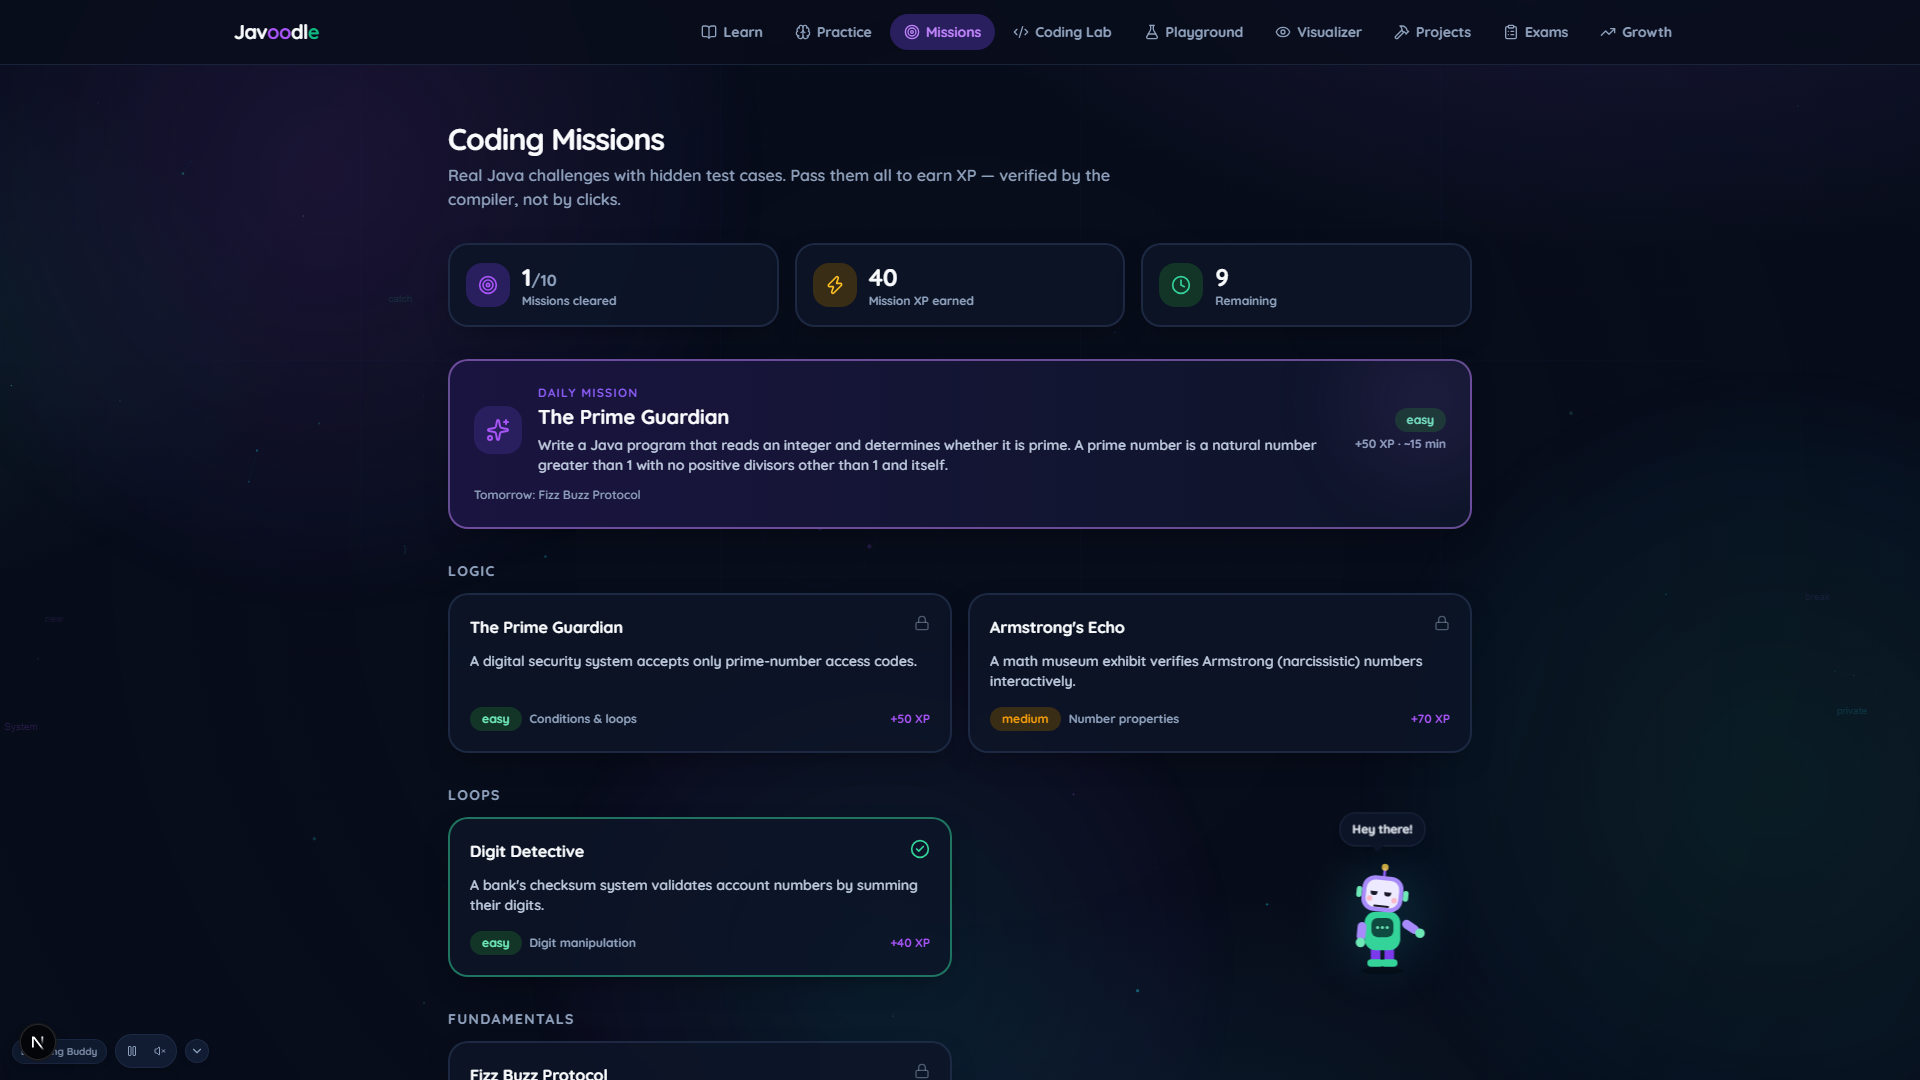 Javoodle
Learn
Practice
Missions
Coding Lab
Playground
Visualizer
Projects
Exams
Growth
Coding Missions
Real Java challenges with hidden test cases. Pass them all to earn XP — verified by the
compiler, not by clicks.
1/10
Missions cleared
40
Mission XP earned
9
Remaining
DAILY MISSION
The Prime Guardian
Write a Java program that reads an integer and determines whether it is prime. A prime number is a natural number
greater than 1 with no positive divisors other than 1 and itself.
easy
+50 XP · ~15 min
Tomorrow: Fizz Buzz Protocol
catch
LOGIC
The Prime Guardian
A digital security system accepts only prime-number access codes.
easy
Conditions & loops
+50 XP
Armstrong's Echo
A math museum exhibit verifies Armstrong (narcissistic) numbers
interactively.
medium
Number properties
+70 XP
new
break
System
private
LOOPS
Digit Detective
A bank's checksum system validates account numbers by summing
their digits.
easy
Digit manipulation
+40 XP
Hey there!
FUNDAMENTALS
Fizz Buzz Protocol
N
Buddy